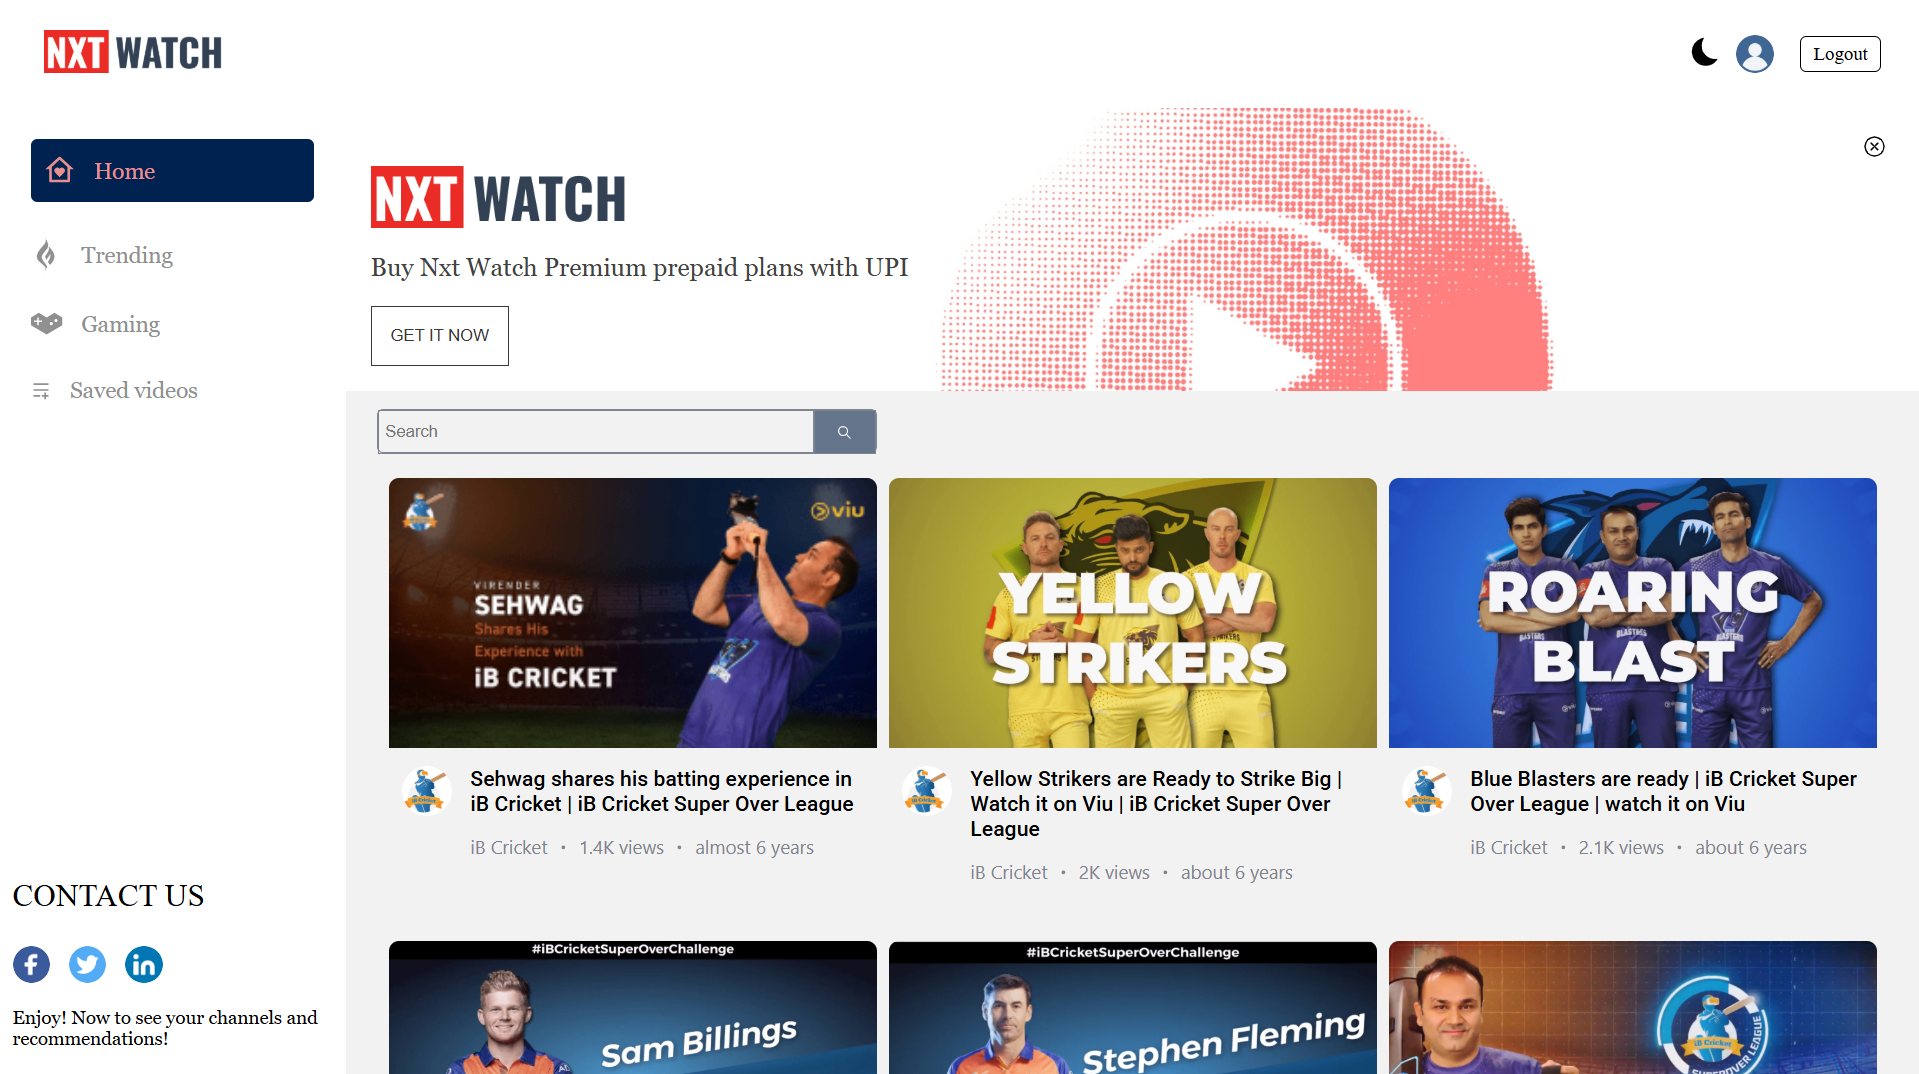 NXT WATCH
Logout
Home
Trending
Gaming
Saved videos
CONTACT US
Enjoy! Now to see your channels and
recommendations!
NXT WATCH
Buy Nxt Watch Premium prepaid plans with UPI
GET IT NOW
Search
viu
VIRENDER
SEHWAG
Shares His
Experience with
iB CRICKET
Sehwag shares his batting experience in
iB Cricket | iB Cricket Super Over League
iB Cricket • 1.4K views • almost 6 years
YELLOW
STRIKERS
Yellow Strikers are Ready to Strike Big |
Watch it on Viu | iB Cricket Super Over
League
iB Cricket • 2K views • about 6 years
ROARING
BLAST
Blue Blasters are ready | iB Cricket Super
Over League | watch it on Viu
iB Cricket • 2.1K views • about 6 years
#iBCricketSuperOverChallenge
Sam Billings
#iBCricketSuperOverChallenge
Stephen Fleming
iB Cricket
SUPEROVER LEAGUE